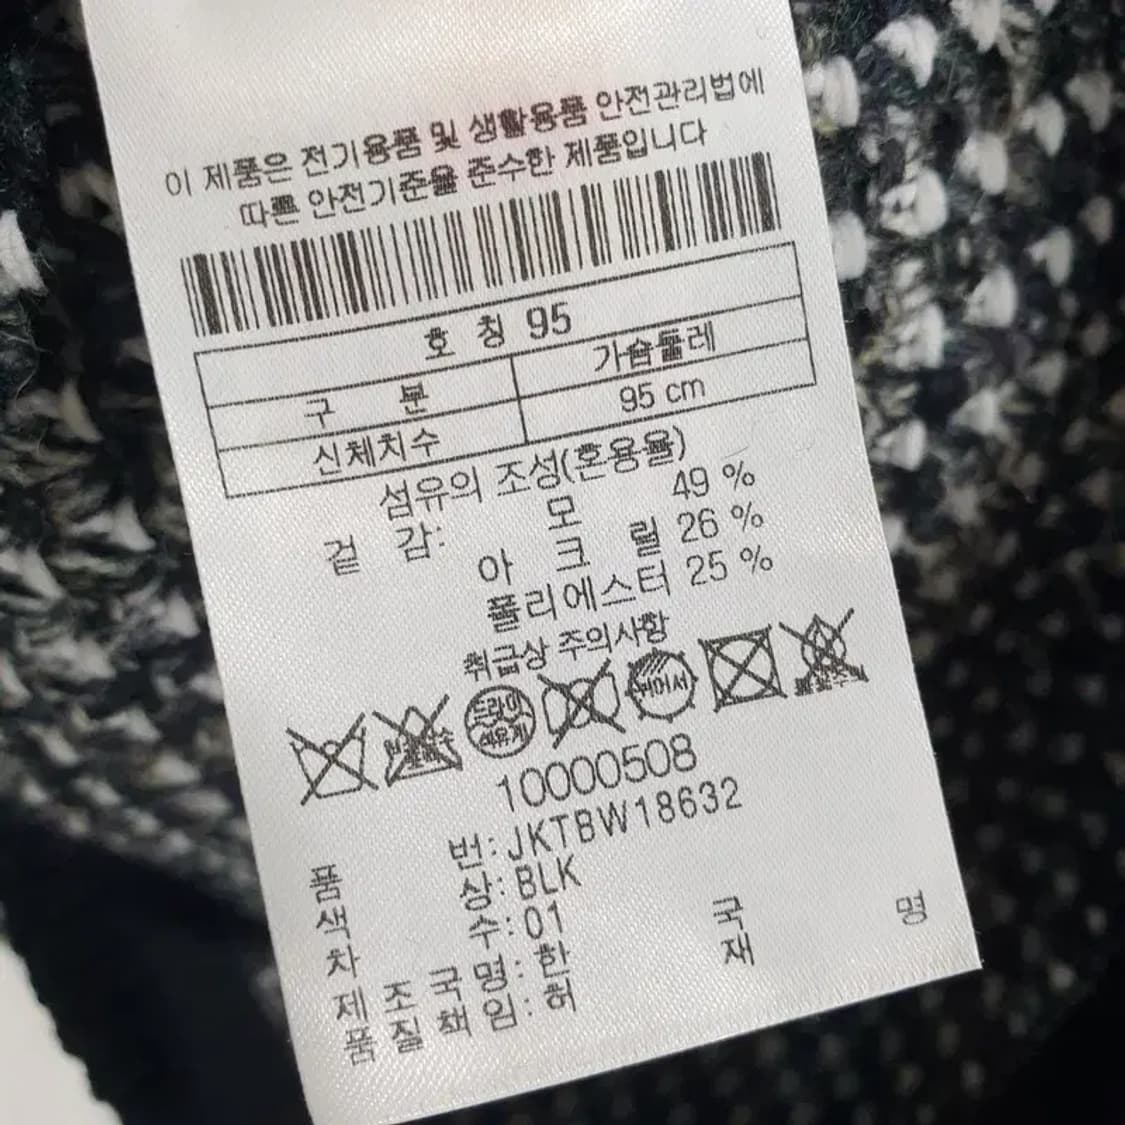 이 제품은 전기용품 및 생활용품 안전관리법에
따른 안전기준을 준수한 제품입니다
호 칭 95
구 분 가슴둘레
신체치수 95 cm
섬유의 조성(혼용율)
겉 감: 모 49 %
아 크 릴 26 %
폴리에스터 25 %
취급상 주의사항
드라이
석유계
뉘어서
10000508
품 번: JKTBW18632
색 상: BLK
차 수: 01
제 조 국 명: 한 국
품 질 책 임: 허 재 명